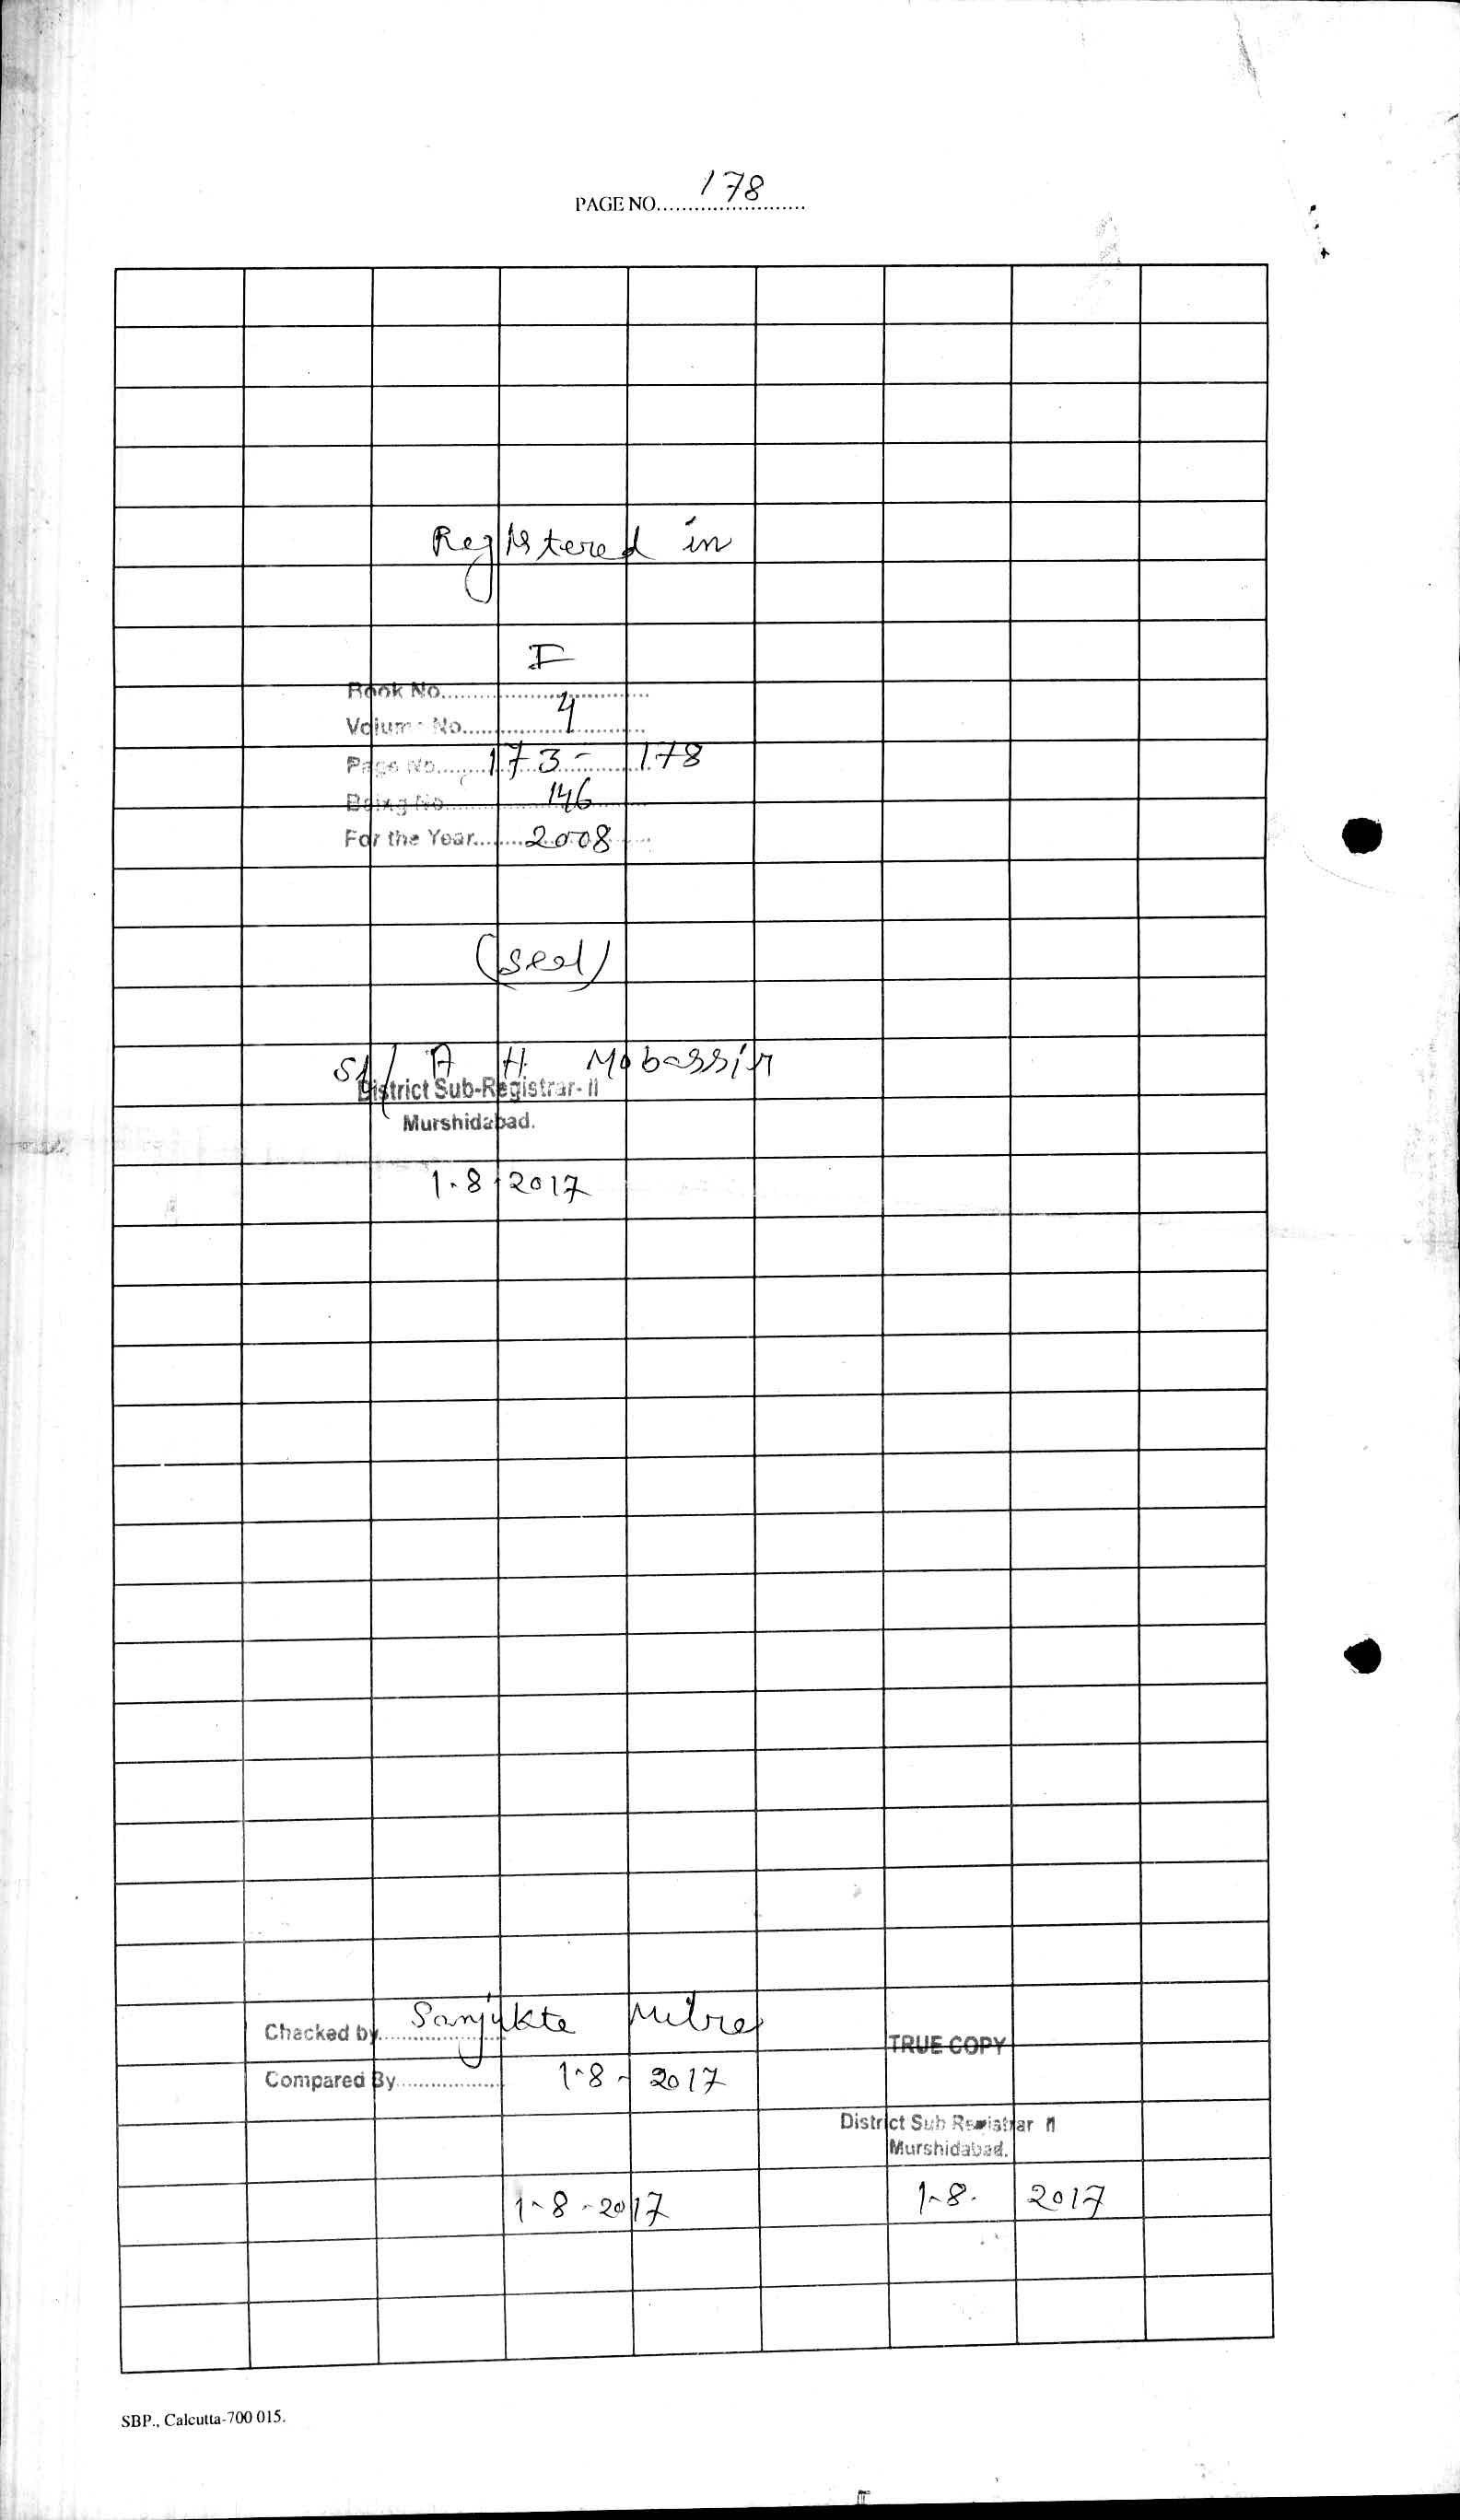 PAGE NO. 178
Registered in
Book No. I
Volume No. 4
Page No. 173 - 178
Being No. 146
For the Year 2008
(seal)
Sd/ A H Mobassir
District Sub-Registrar- II
Murshidabad.
1.8.2017
Checked by Sanjukta Mitra
TRUE COPY
Compared By 1-8-2017
District Sub Registrar II
Murshidabad.
1-8-2017
1-8. 2017
SBP., Calcutta-700 015.